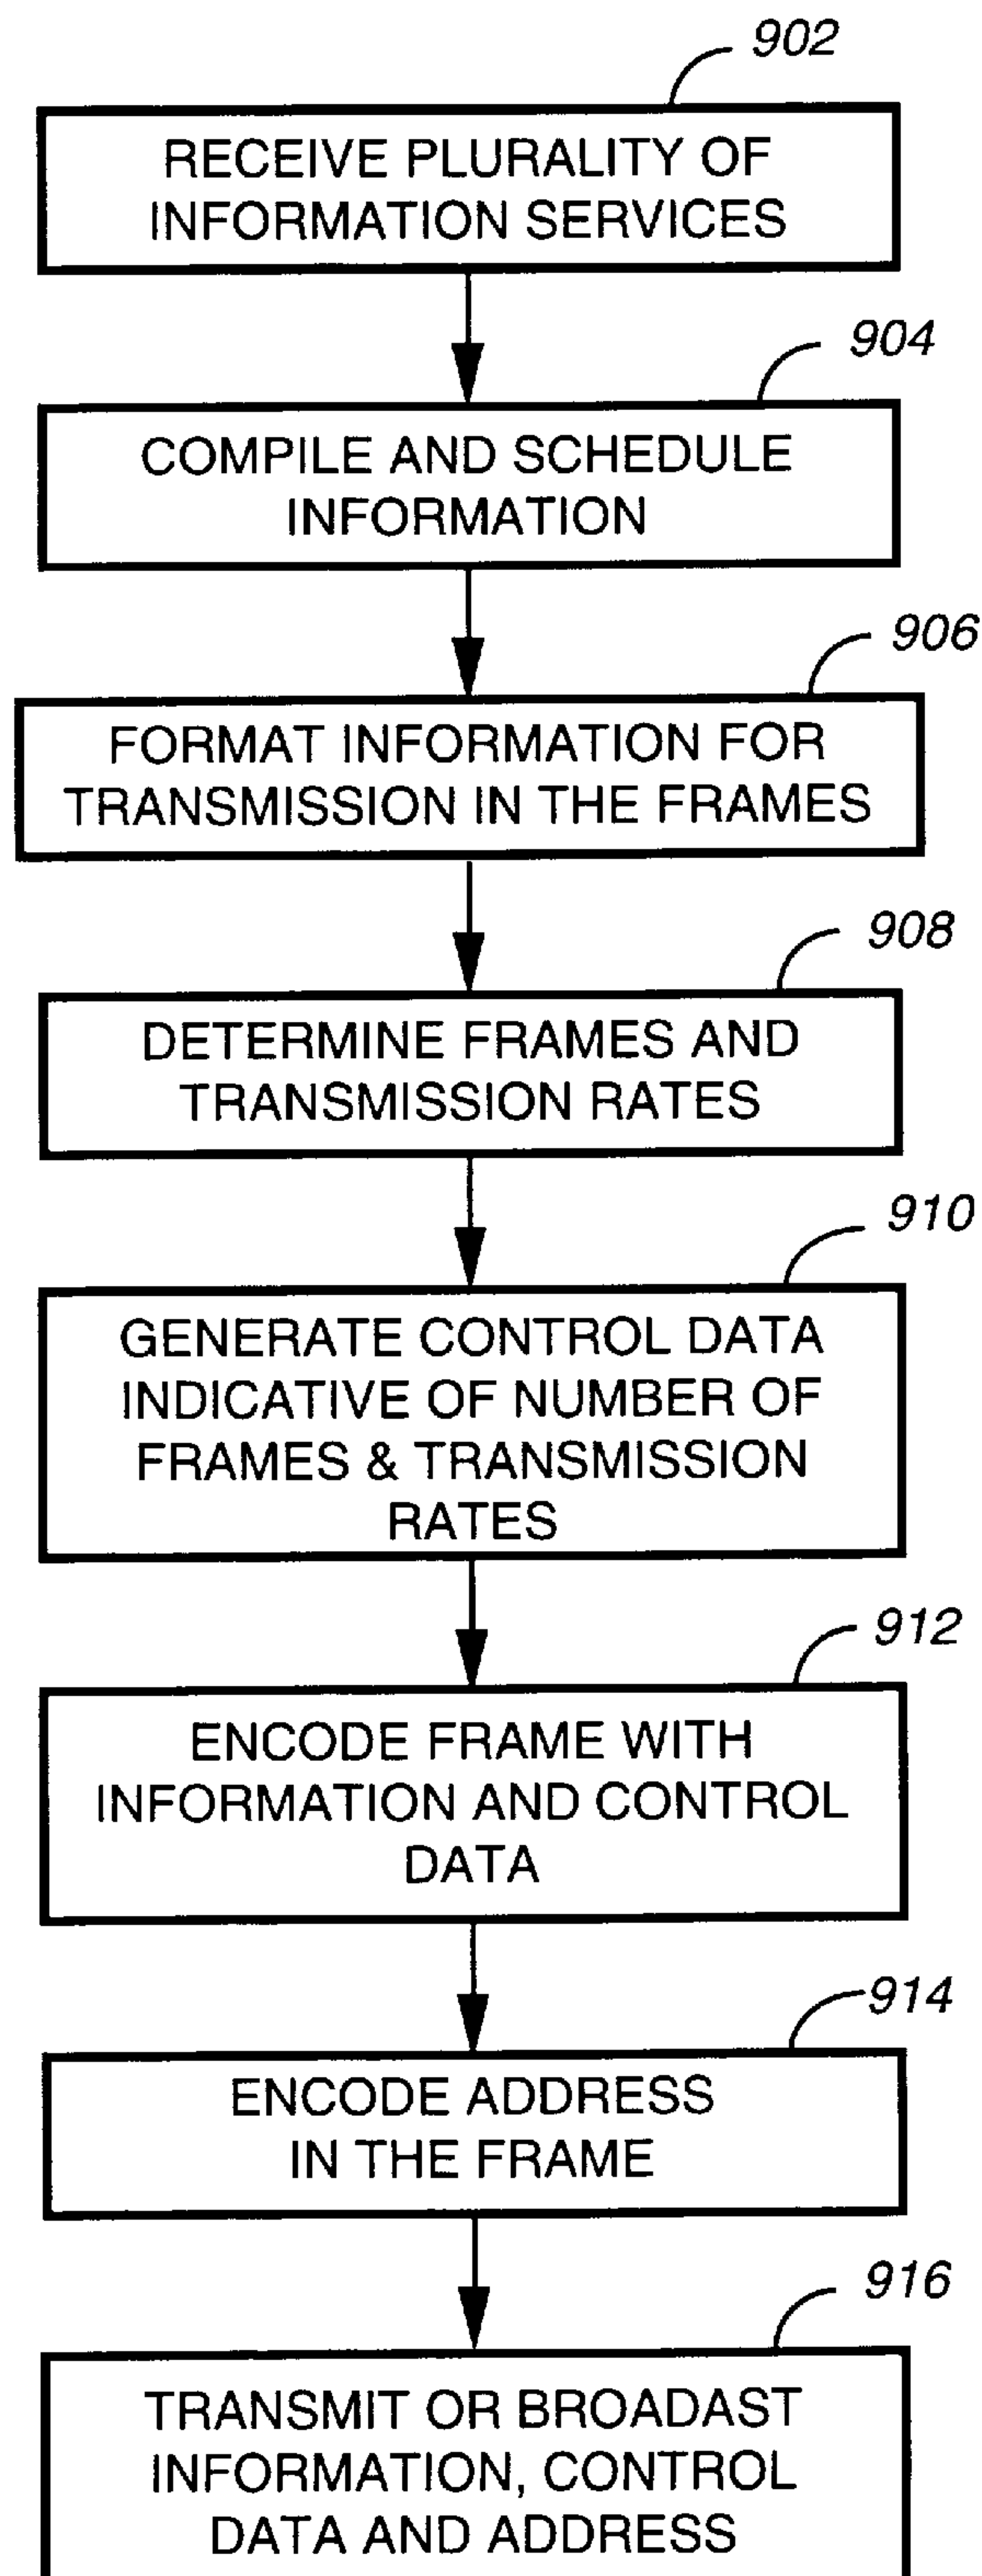 902
RECEIVE PLURALITY OF
INFORMATION SERVICES
904
COMPILE AND SCHEDULE
INFORMATION
906
FORMAT INFORMATION FOR
TRANSMISSION IN THE FRAMES
908
DETERMINE FRAMES AND
TRANSMISSION RATES
910
GENERATE CONTROL DATA
INDICATIVE OF NUMBER OF
FRAMES & TRANSMISSION
RATES
912
ENCODE FRAME WITH
INFORMATION AND CONTROL
DATA
914
ENCODE ADDRESS
IN THE FRAME
916
TRANSMIT OR BROADAST
INFORMATION, CONTROL
DATA AND ADDRESS